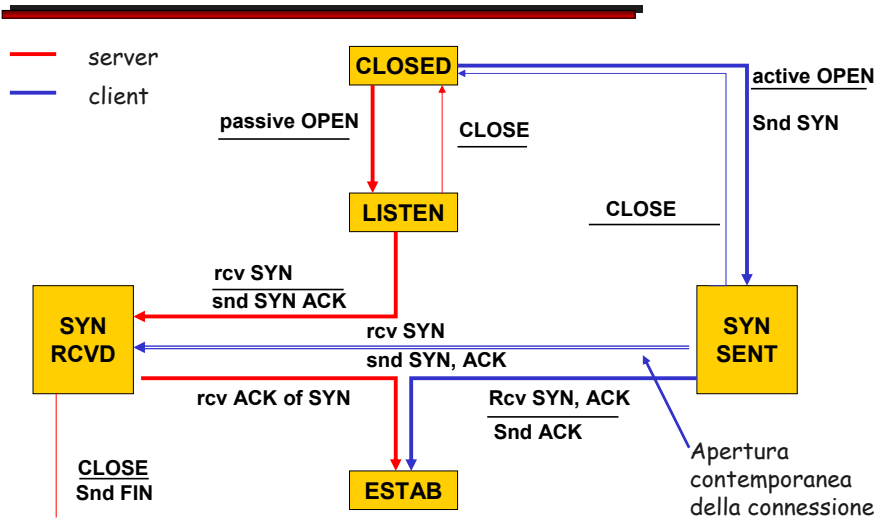 server
client
CLOSED
active OPEN
Snd SYN
passive OPEN
CLOSE
LISTEN
CLOSE
rcv SYN
snd SYN ACK
SYN
RCVD
rcv SYN
snd SYN, ACK
SYN
SENT
rcv ACK of SYN
Rcv SYN, ACK
Snd ACK
CLOSE
Snd FIN
ESTAB
Apertura
contemporanea
della connessione